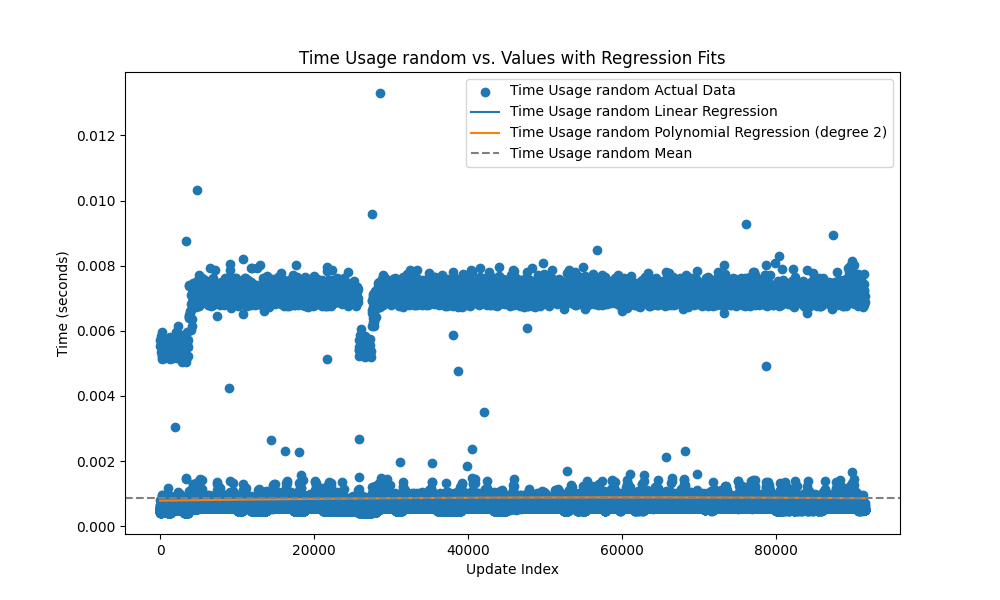 Time Usage random vs. Values with Regression Fits
Time Usage random Actual Data
Time Usage random Linear Regression
Time Usage random Polynomial Regression (degree 2)
Time Usage random Mean
Time (seconds)
0.012
0.010
0.008
0.006
0.004
0.002
0.000
0 20000 40000 60000 80000
Update Index